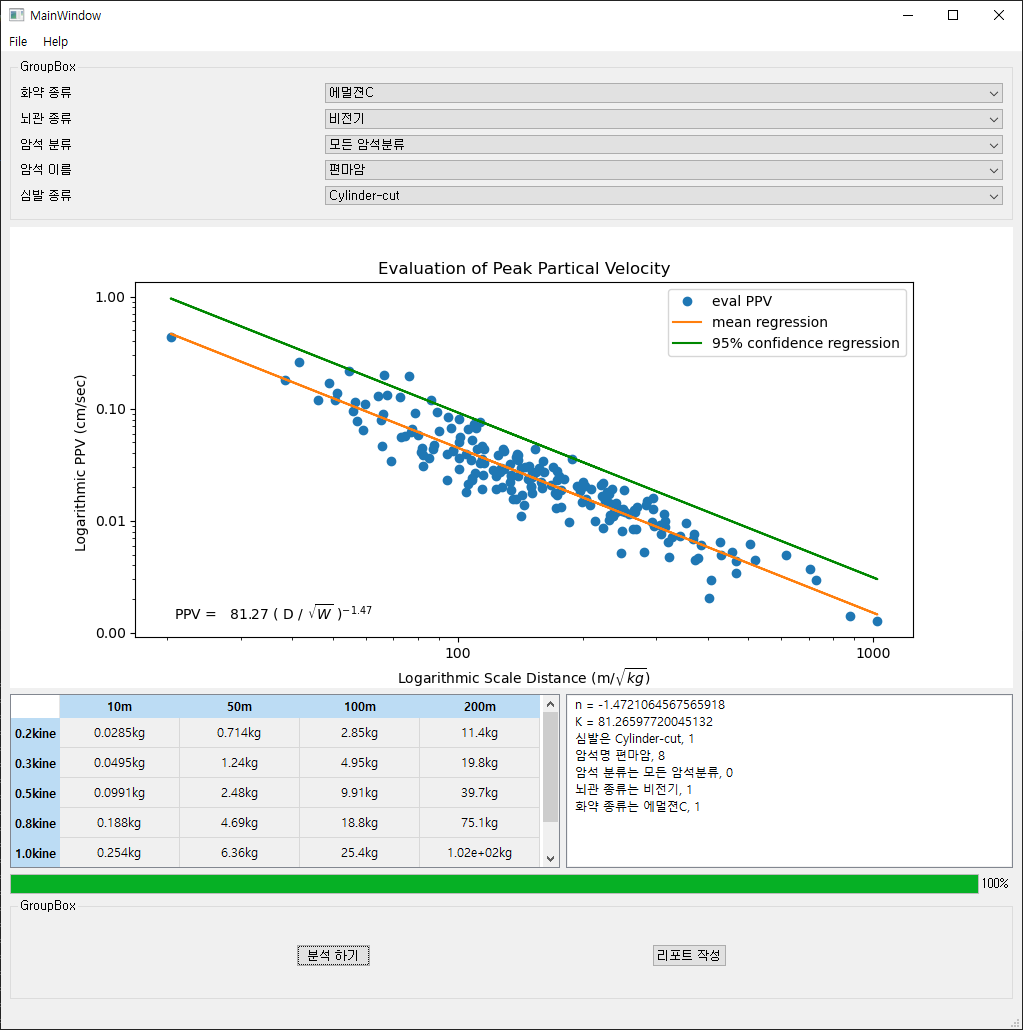 MainWindow
File Help
GroupBox
화약 종류 에멀젼C
뇌관 종류 비전기
암석 분류 모든 암석분류
암석 이름 편마암
심발 종류 Cylinder-cut
Evaluation of Peak Partical Velocity
eval PPV
mean regression
95% confidence regression
1.00
0.10
0.01
0.00
Logarithmic PPV (cm/sec)
PPV = 81.27 ( D / √W )^−1.47
100 1000
Logarithmic Scale Distance (m/√kg)
10m 50m 100m 200m
0.2kine 0.0285kg 0.714kg 2.85kg 11.4kg
0.3kine 0.0495kg 1.24kg 4.95kg 19.8kg
0.5kine 0.0991kg 2.48kg 9.91kg 39.7kg
0.8kine 0.188kg 4.69kg 18.8kg 75.1kg
1.0kine 0.254kg 6.36kg 25.4kg 1.02e+02kg
n = -1.4721064567565918
K = 81.26597720045132
심발은 Cylinder-cut, 1
암석명 편마암, 8
암석 분류는 모든 암석분류, 0
뇌관 종류는 비전기, 1
화약 종류는 에멀젼C, 1
100%
GroupBox
분석 하기 리포트 작성